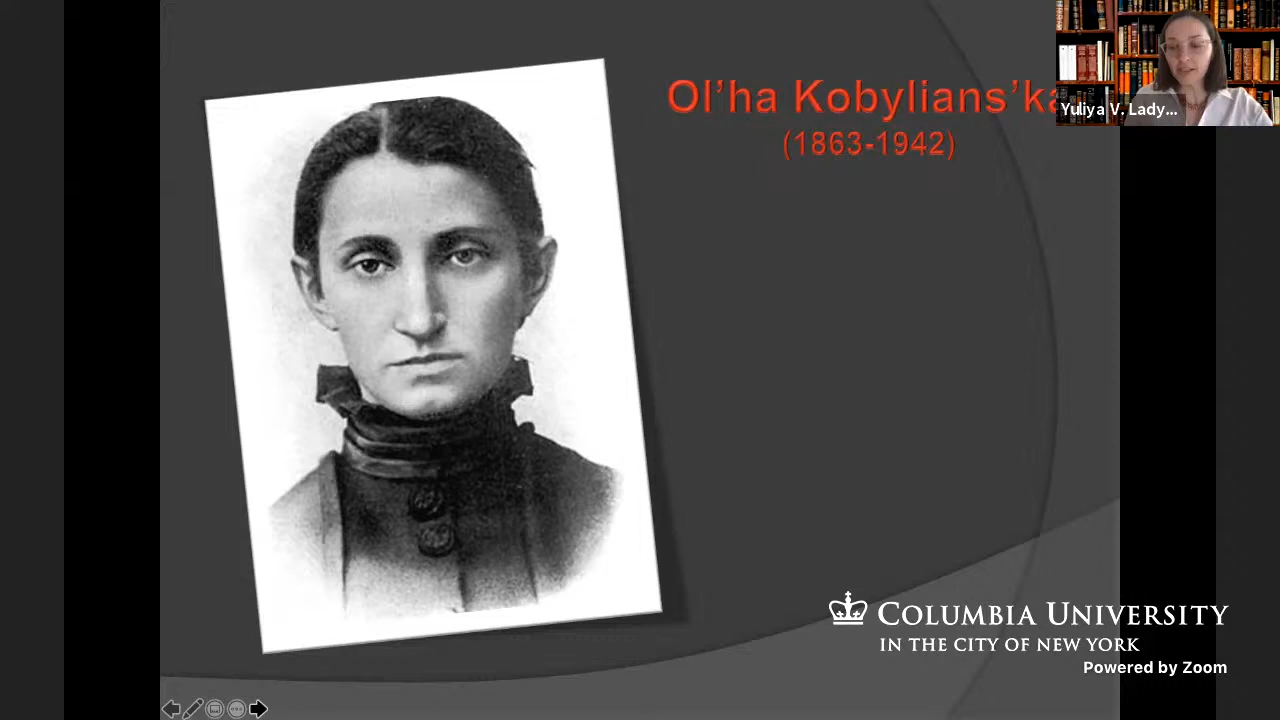 Ol’ha Kobylians’ka
(1863-1942)
Yuliya V. Lady...
COLUMBIA UNIVERSITY
IN THE CITY OF NEW YORK
Powered by Zoom